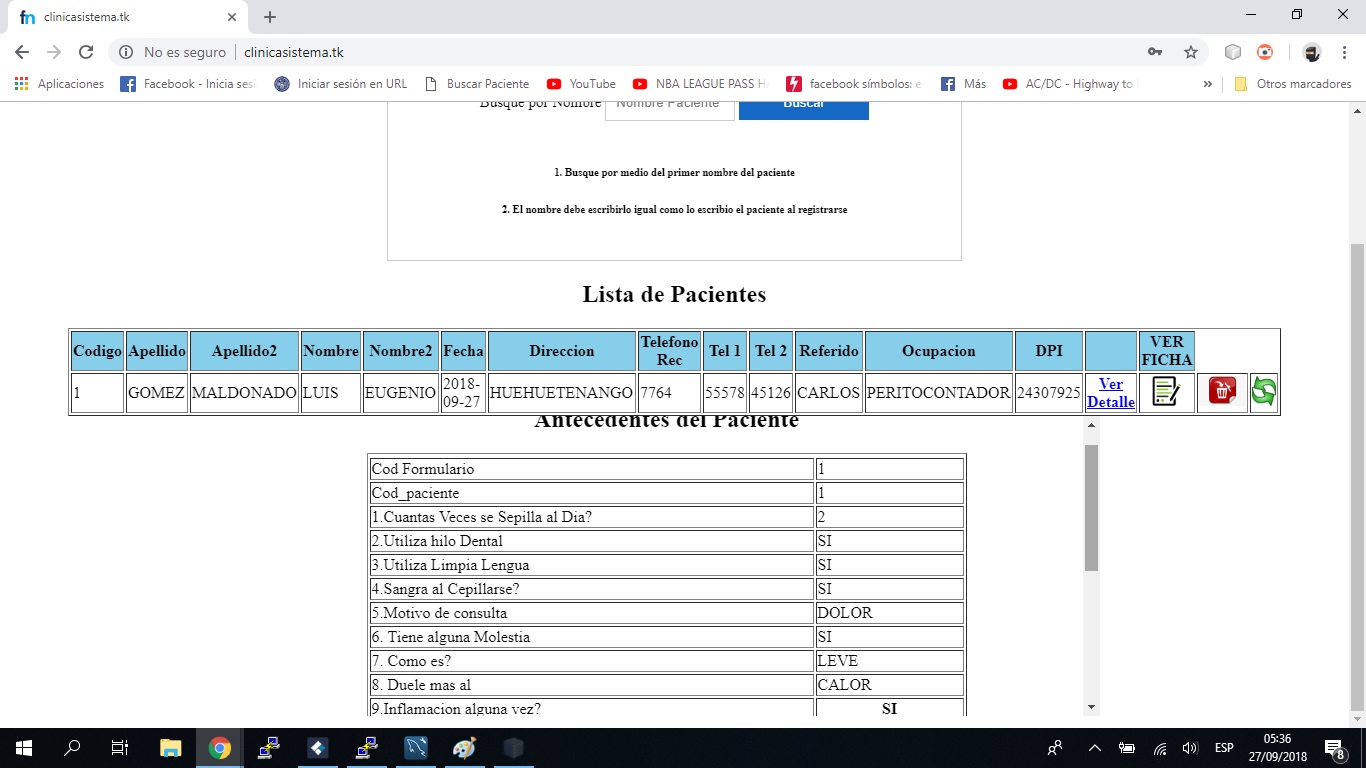 clinicasistema.tk
No es seguro clinicasistema.tk
Aplicaciones Facebook - Inicia sesi Iniciar sesión en URL Buscar Paciente YouTube NBA LEAGUE PASS HA facebook símbolos: e Más AC/DC - Highway to Otros marcadores
Busque por Nombre Nombre Paciente Buscar
1. Busque por medio del primer nombre del paciente
2. El nombre debe escribirlo igual como lo escribio el paciente al registrarse
Lista de Pacientes
Codigo Apellido Apellido2 Nombre Nombre2 Fecha Direccion Telefono Rec Tel 1 Tel 2 Referido Ocupacion DPI VER FICHA
1 GOMEZ MALDONADO LUIS EUGENIO 2018-09-27 HUEHUETENANGO 7764 55578 45126 CARLOS PERITOCONTADOR 24307925 Ver Detalle
Antecedentes del Paciente
Cod Formulario 1
Cod_paciente 1
1.Cuantas Veces se Sepilla al Dia? 2
2.Utiliza hilo Dental SI
3.Utiliza Limpia Lengua SI
4.Sangra al Cepillarse? SI
5.Motivo de consulta DOLOR
6. Tiene alguna Molestia SI
7. Como es? LEVE
8. Duele mas al CALOR
9.Inflamacion alguna vez? SI
ESP
05:36
27/09/2018
8